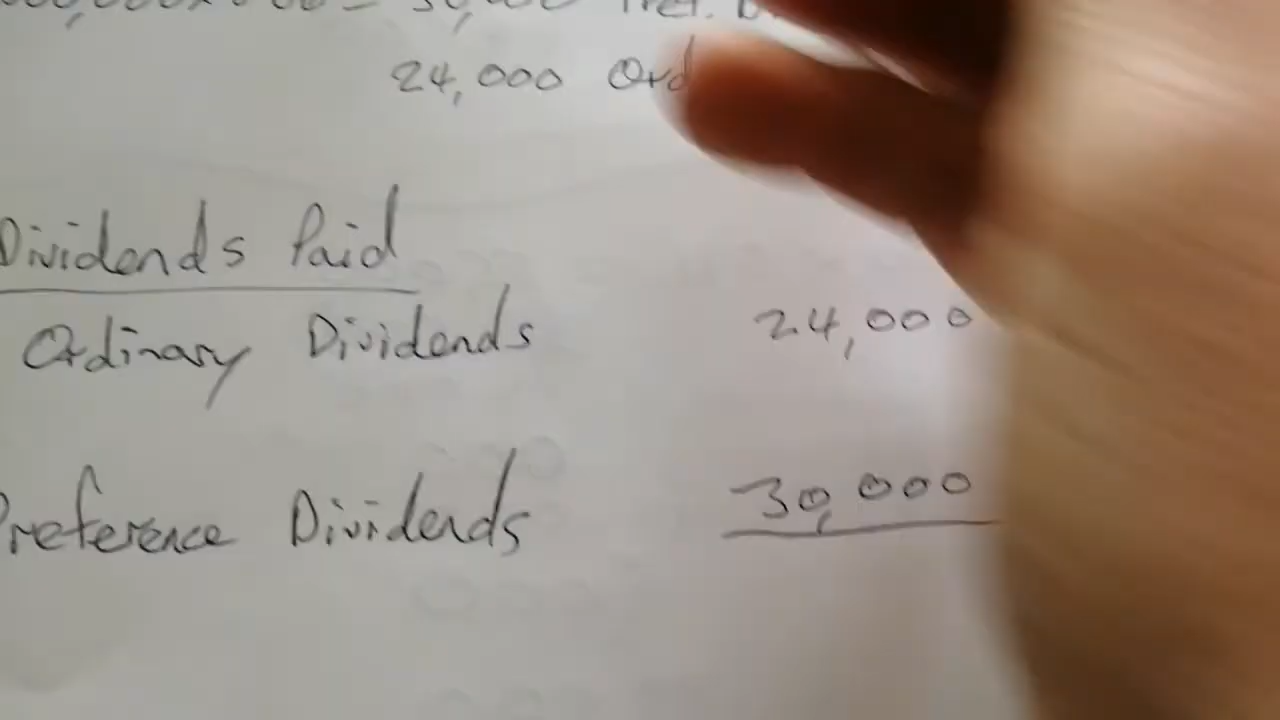 24,000 Ord
Dividends Paid
Ordinary Dividends 24,000
Preference Dividends 30,000